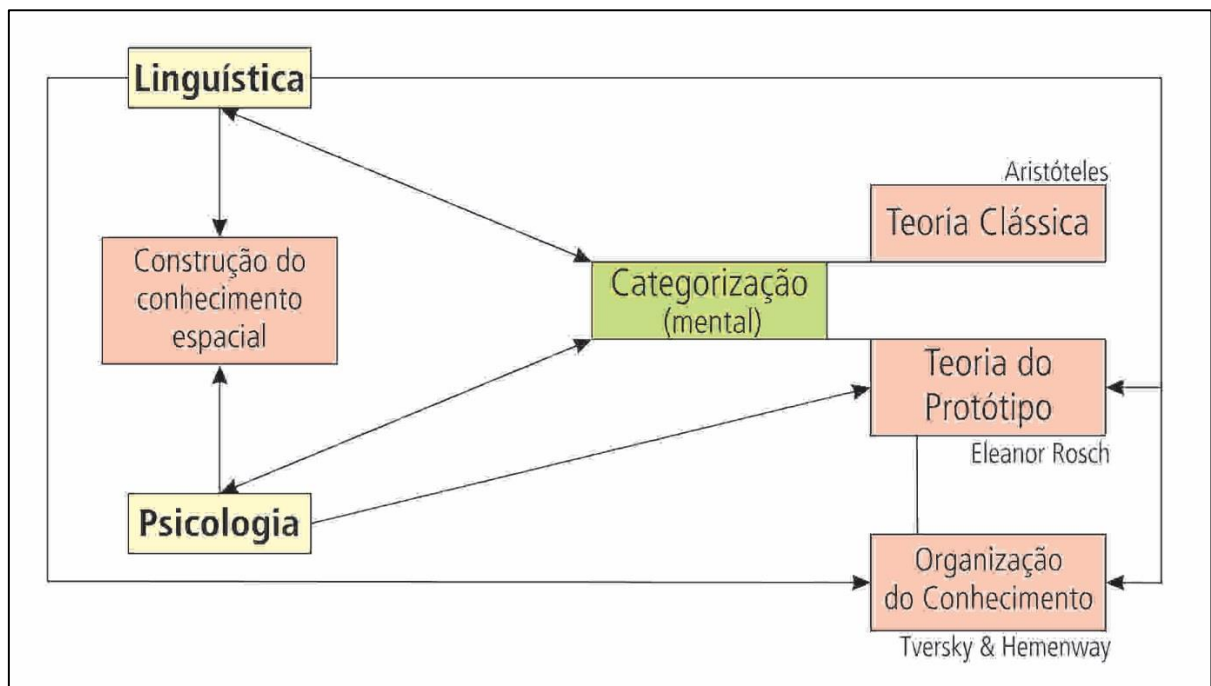 Linguística
Aristóteles
Teoria Clássica
Construção do
conhecimento
espacial
Categorização
(mental)
Teoria do
Protótipo
Eleanor Rosch
Psicologia
Organização
do Conhecimento
Tversky & Hemenway